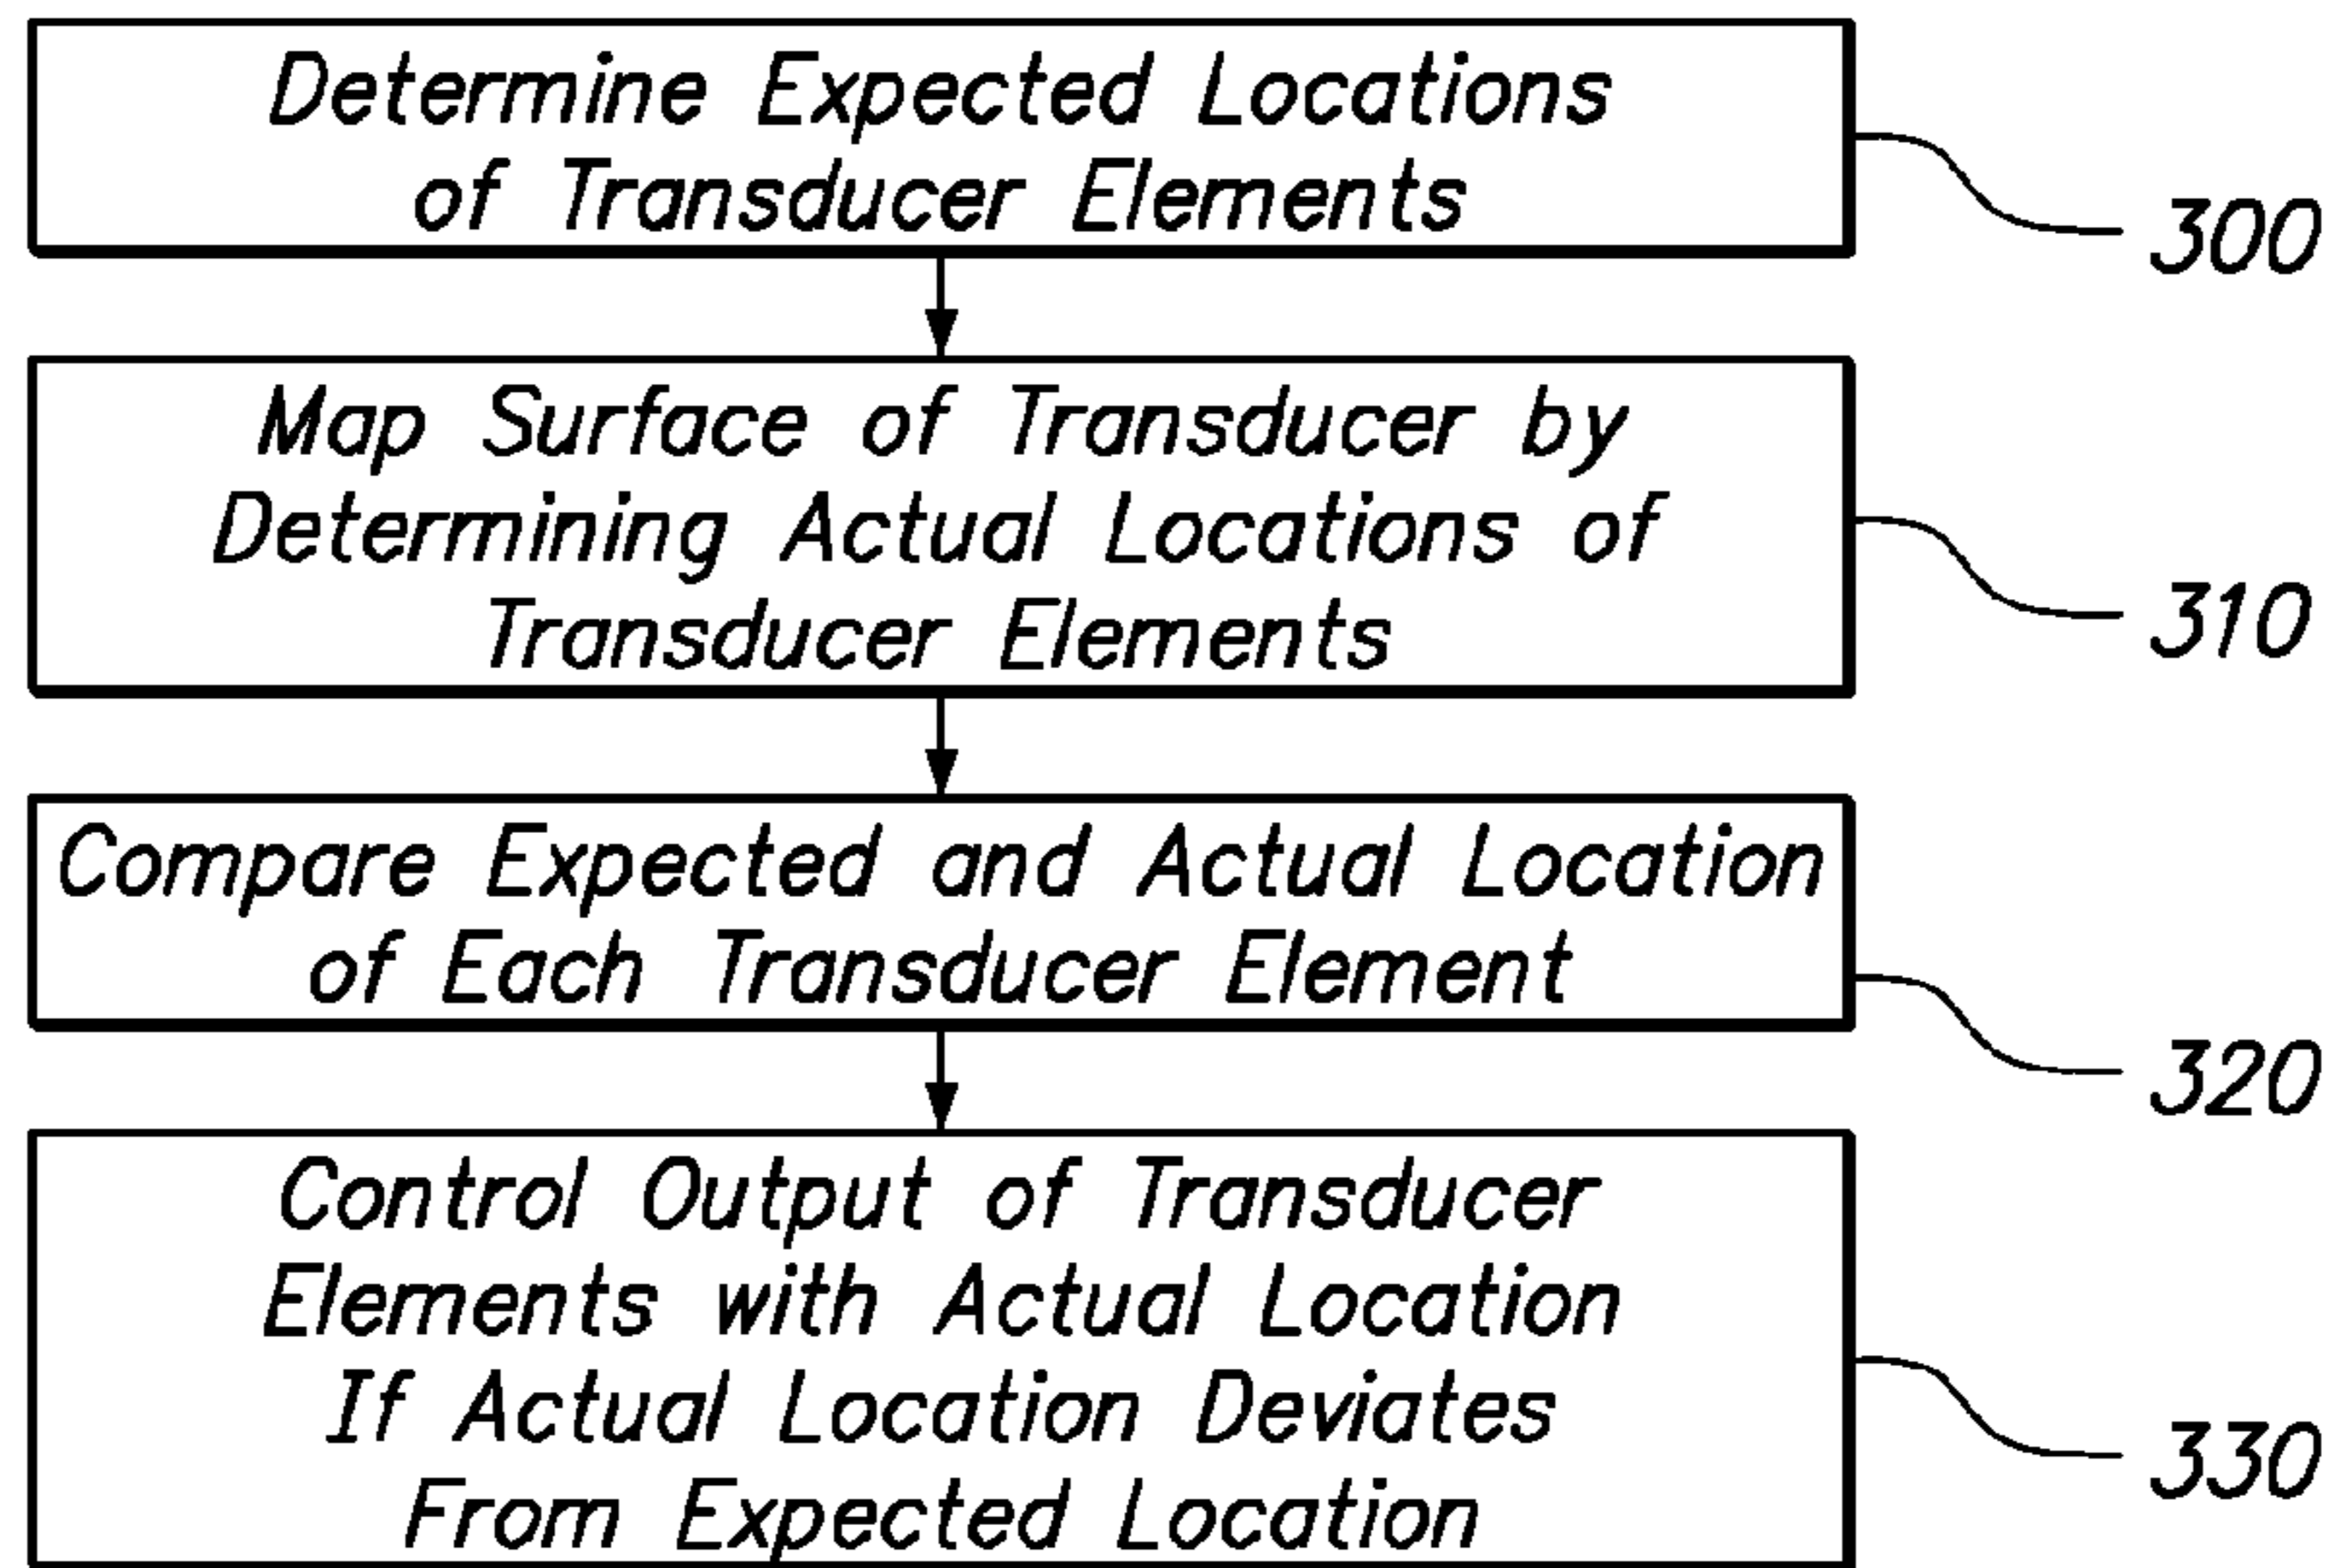 Determine Expected Locations
of Transducer Elements
300
Map Surface of Transducer by
Determining Actual Locations of
Transducer Elements
310
Compare Expected and Actual Location
of Each Transducer Element
320
Control Output of Transducer
Elements with Actual Location
If Actual Location Deviates
From Expected Location
330